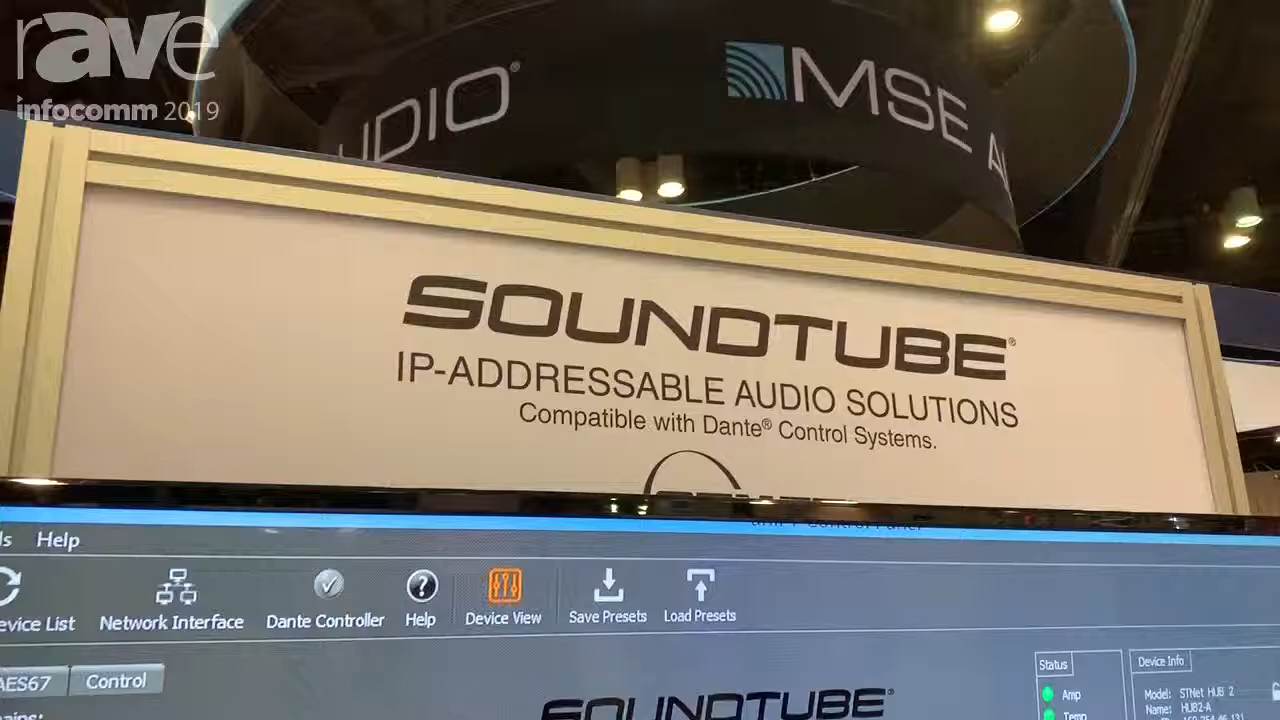 rave
infocomm 2019
UDIO®
MSE
SOUNDTUBE®
IP-ADDRESSABLE AUDIO SOLUTIONS
Compatible with Dante® Control Systems.
Help
Device List
Network Interface
Dante Controller
Help
Device View
Save Presets
Load Presets
AES67
Control
SOUNDTUBE®
Status
Amp
Temp
Device Info
Model: STNet HUB 2
Name: HUB2-A